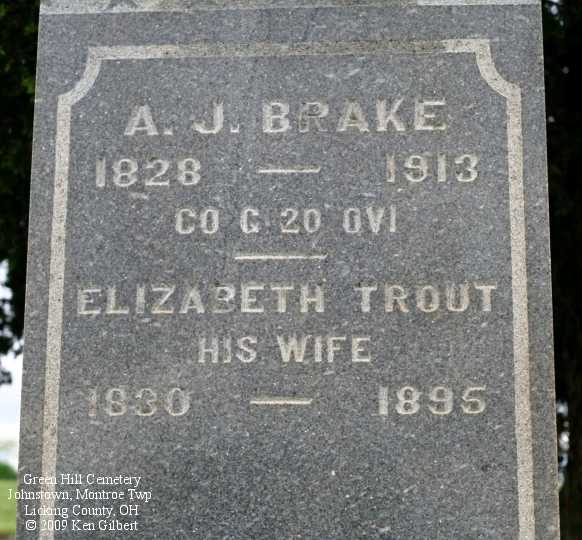 A. J. BRAKE
1828 — 1913
CO G 20 OVI
ELIZABETH TROUT
HIS WIFE
1830 — 1895
Green Hill Cemetery
Johnstown, Monroe Twp
Licking County, OH
© 2009 Ken Gilbert